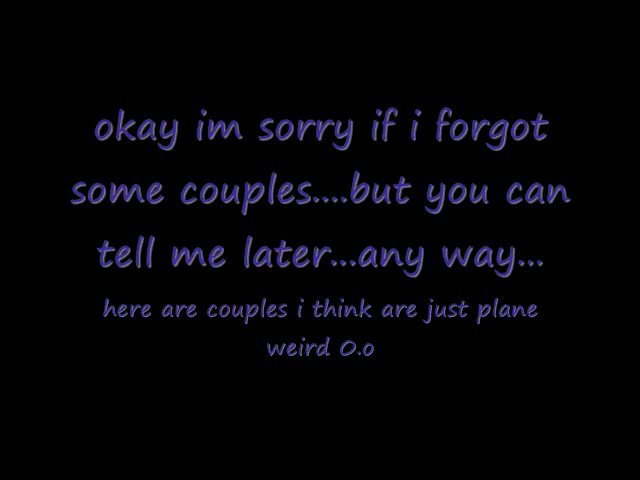 okay im sorry if i forgot
some couples....but you can
tell me later...any way...
here are couples i think are just plane
weird O.o